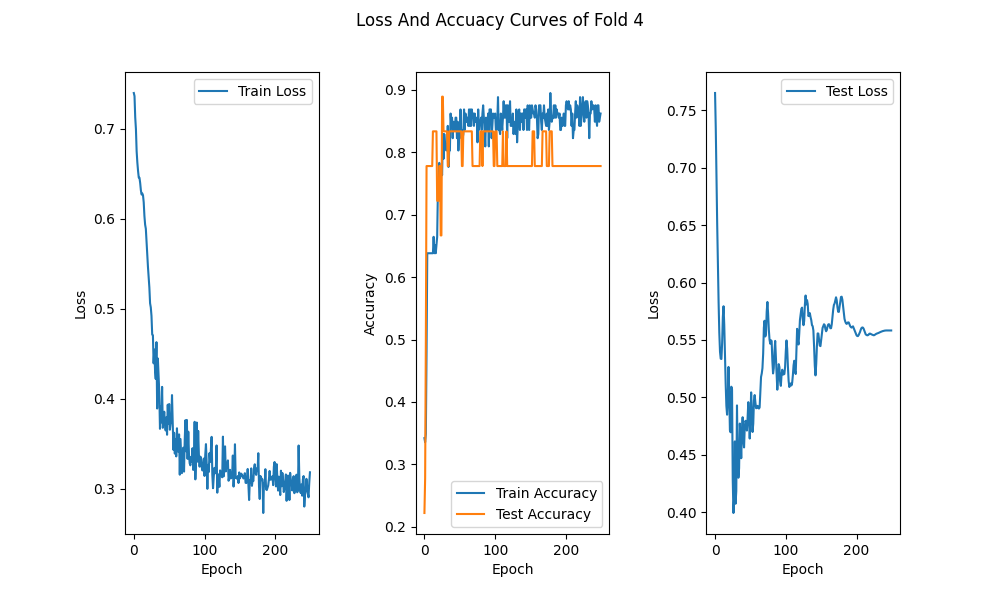 Loss And Accuacy Curves of Fold 4
Train Loss
0.7
0.6
0.5
0.4
0.3
Loss
0
100
200
Epoch
0.9
0.8
0.7
0.6
0.5
0.4
0.3
0.2
Accuracy
Train Accuracy
Test Accuracy
0
100
200
Epoch
Test Loss
0.75
0.70
0.65
0.60
0.55
0.50
0.45
0.40
Loss
0
100
200
Epoch